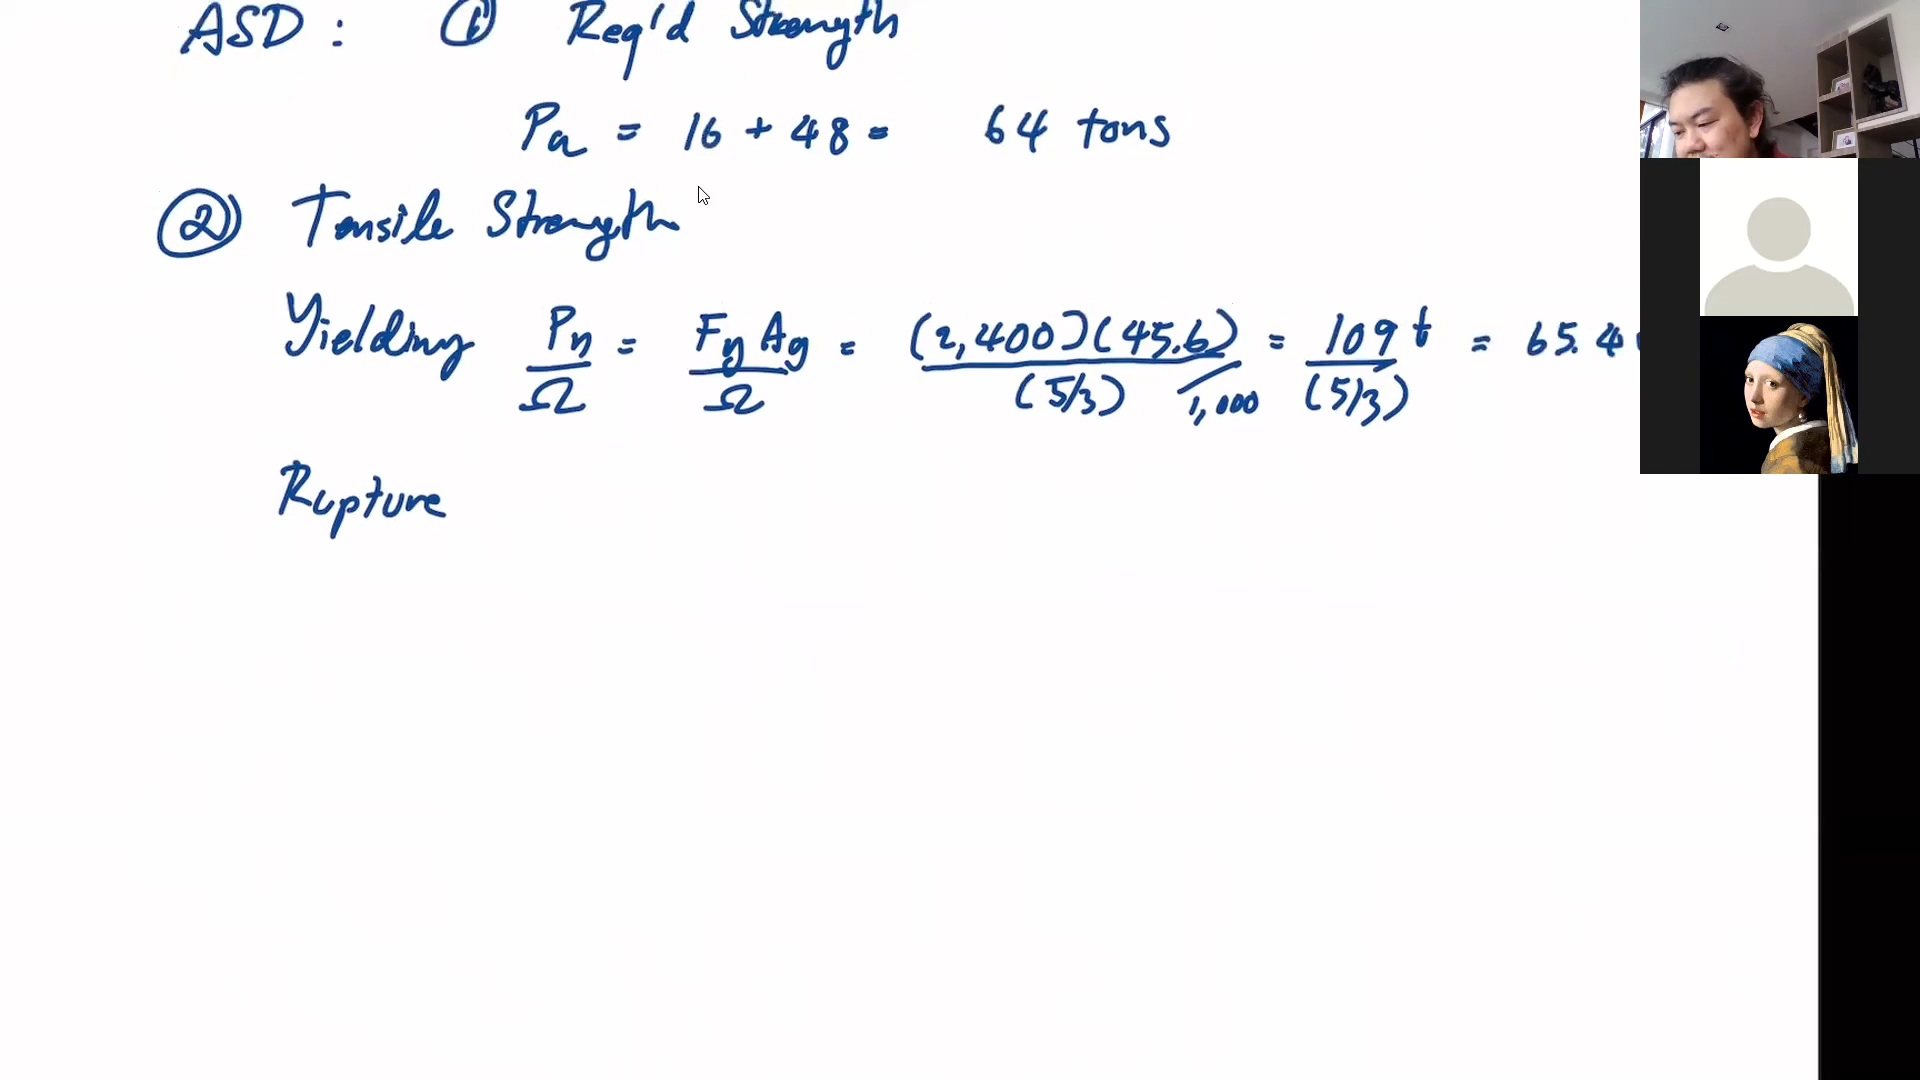 ASD : ① Req'd Strength
Pa = 16 + 48 = 64 tons
② Tensile Strength
Yielding Pn/Ω = FyAg/Ω = (2,400)(45.6)/(5/3) /1,000 = 109 t/(5/3) = 65.4
Rupture